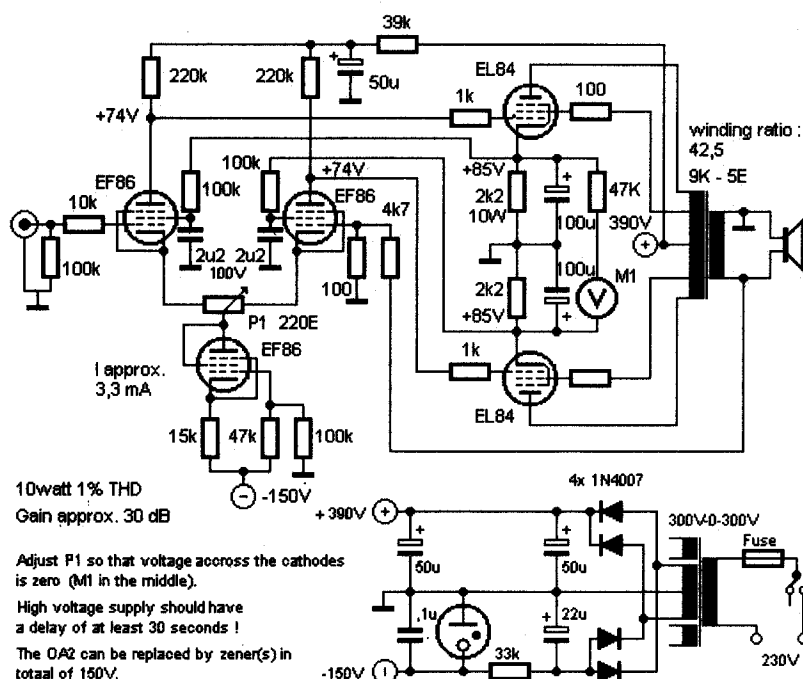 39k
220k
220k
50u
EL84
1k
100
+74V
winding ratio :
42,5
9K - 5E
100k
+74V
+85V
EF86
100k
EF86
2k2
10W
47K
10k
4k7
100u
390V
100k
2u2
100V
2u2
100
100u
M1
V
P1 220E
2k2
+85V
EF86
I approx.
3,3 mA
1k
EL84
15k
47k
100k
-150V
10watt 1% THD
Gain approx. 30 dB
4x 1N4007
+ 390V
300V-0-300V
Fuse
50u
50u
Adjust P1 so that voltage accross the cathodes
is zero (M1 in the middle).
High voltage supply should have
a delay of at least 30 seconds !
.1u
22u
The OA2 can be replaced by zener(s) in
totaal of 150V.
-150V
33k
230V